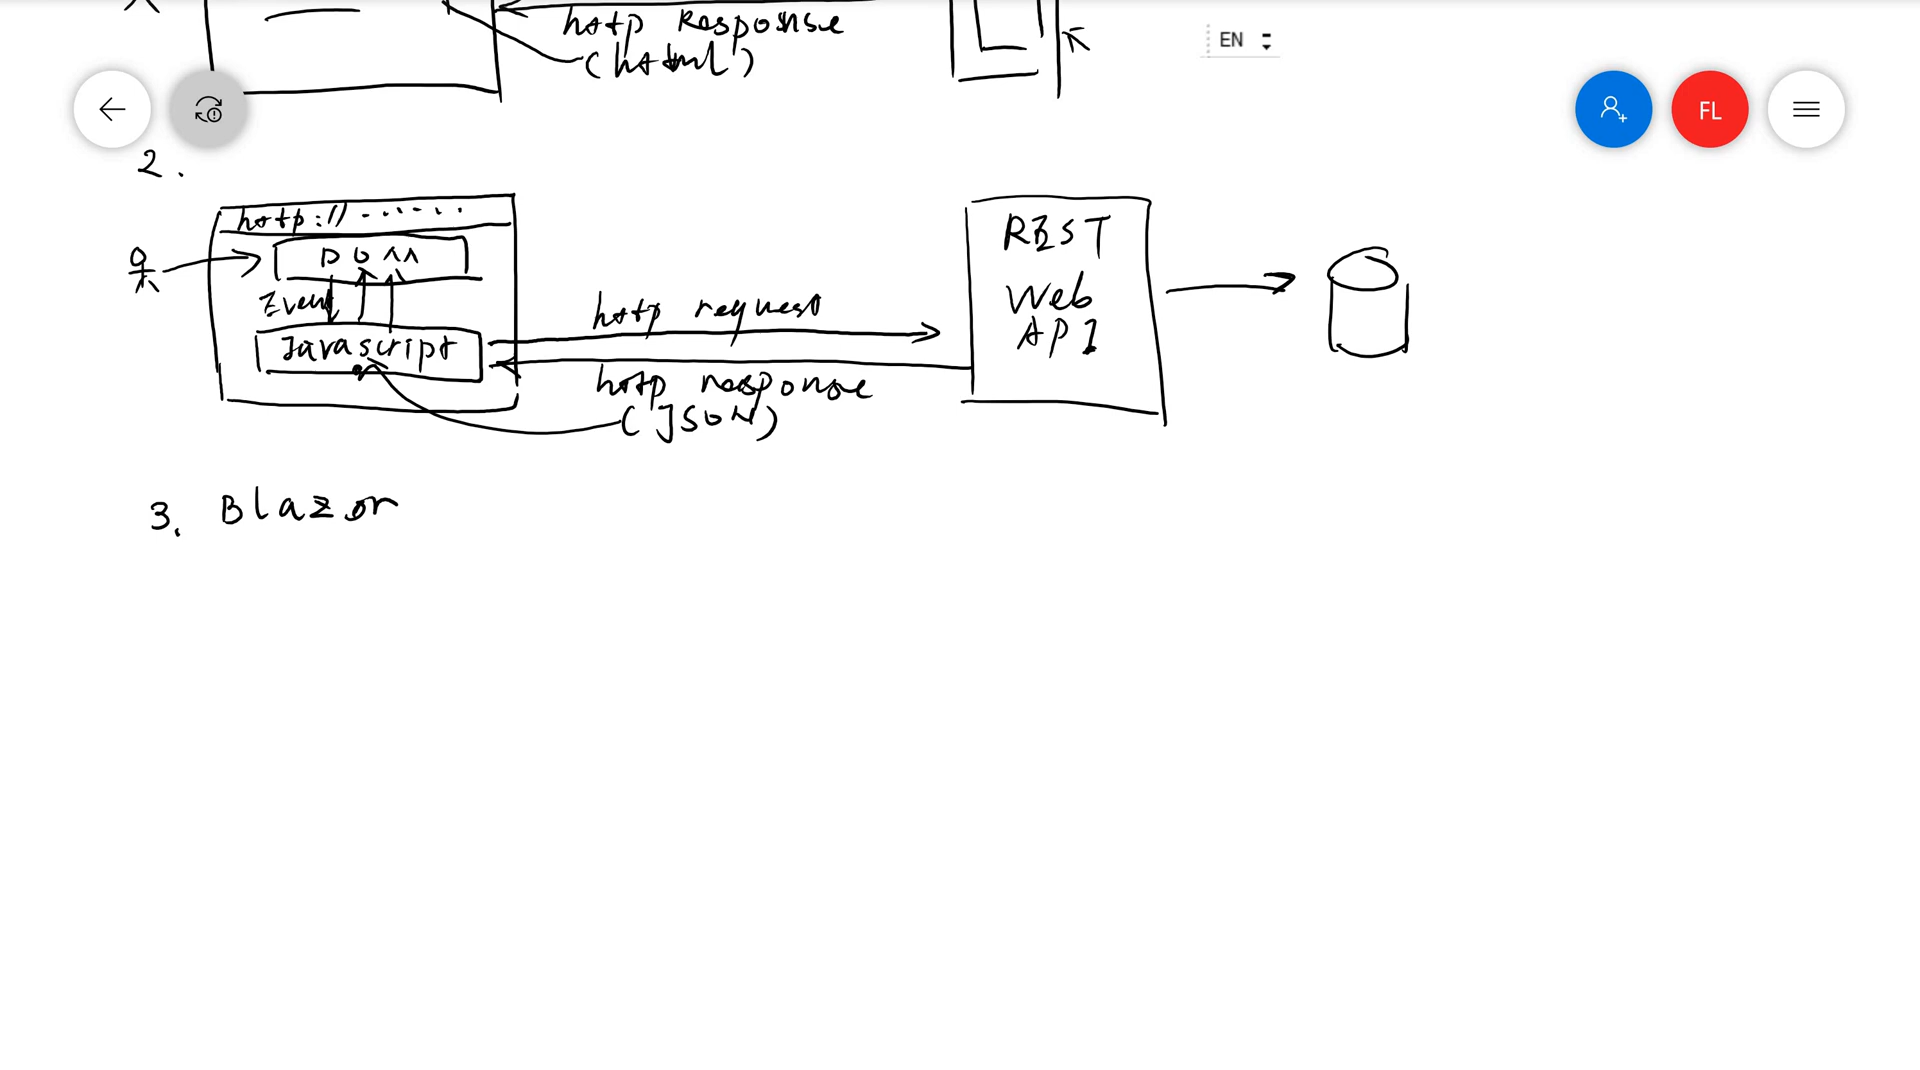 http Response
(html)
EN
FL
2.
http://.......
DOM
Event
Javascript
http request
http response
(JSON)
REST
Web
API
3. Blazor